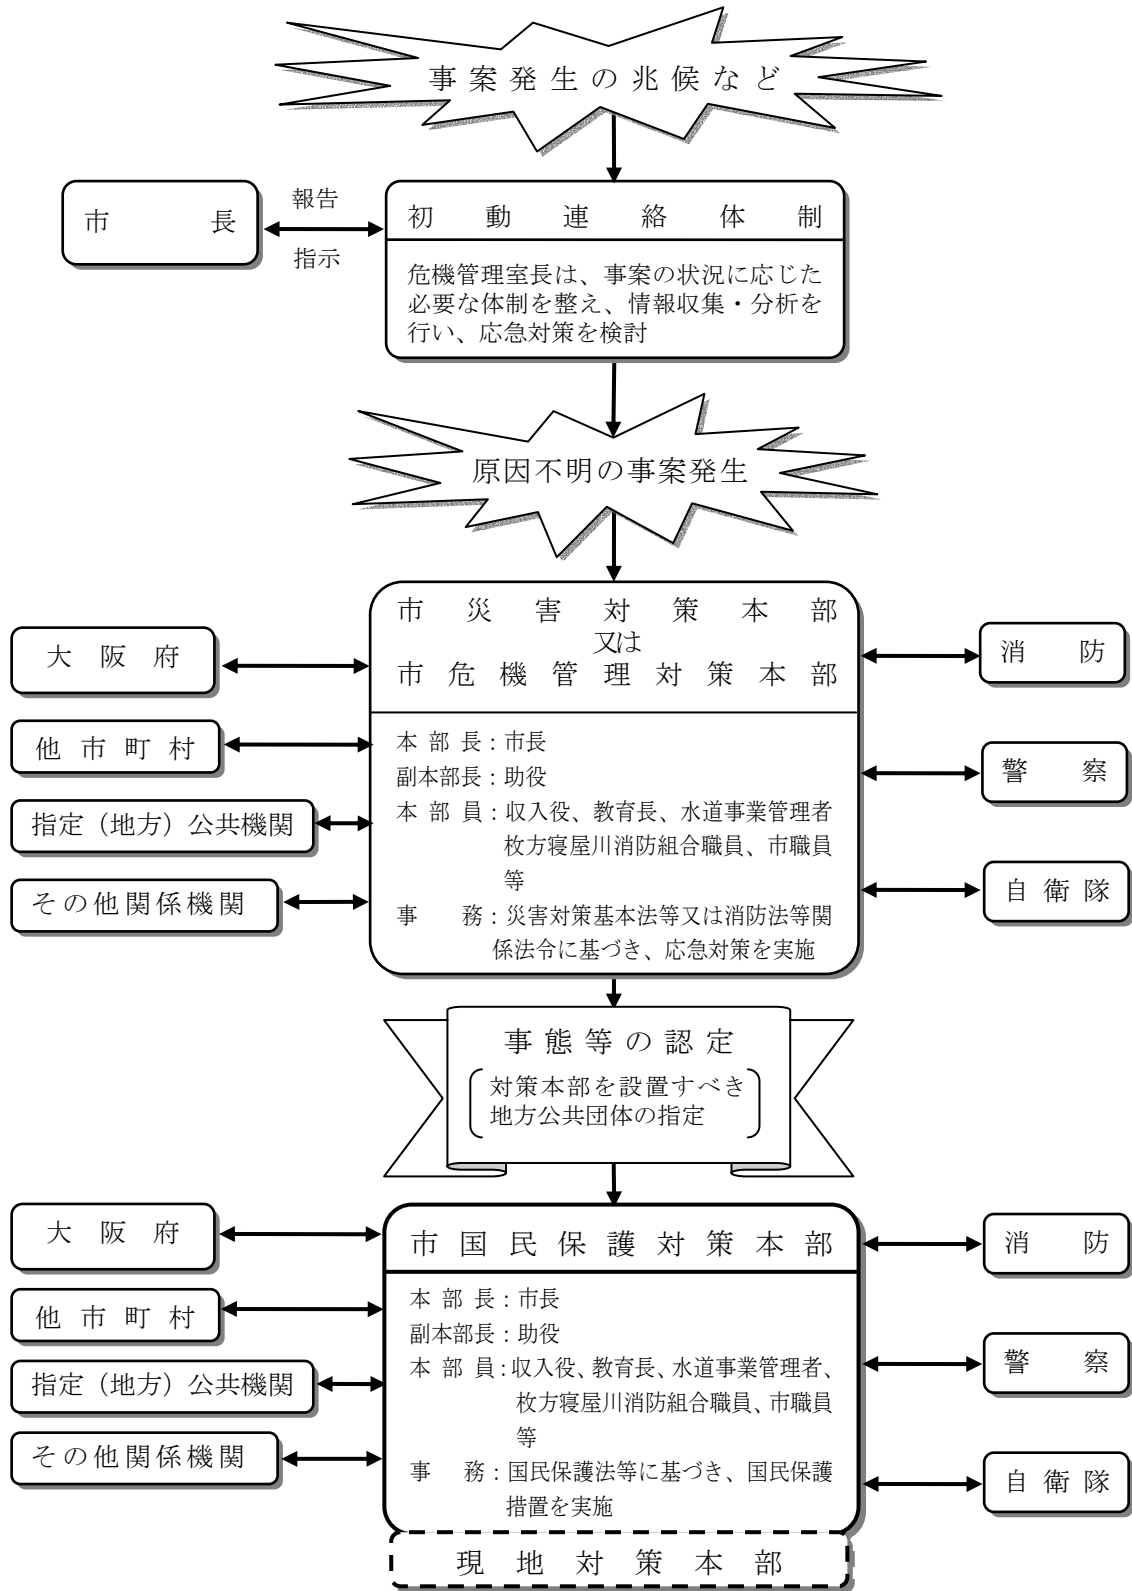 事案発生の兆候など
市長
報告
指示
初動連絡体制
危機管理室長は、事案の状況に応じた
必要な体制を整え、情報収集・分析を
行い、応急対策を検討
原因不明の事案発生
市災害対策本部
又は
市危機管理対策本部
本部長：市長
副本部長：助役
本部員：収入役、教育長、水道事業管理者
枚方寝屋川消防組合職員、市職員
等
事務：災害対策基本法等又は消防法等関
係法令に基づき、応急対策を実施
大阪府
他市町村
指定（地方）公共機関
その他関係機関
消防
警察
自衛隊
事態等の認定
対策本部を設置すべき
地方公共団体の指定
市国民保護対策本部
本部長：市長
副本部長：助役
本部員：収入役、教育長、水道事業管理者、
枚方寝屋川消防組合職員、市職員
等
事務：国民保護法等に基づき、国民保護
措置を実施
大阪府
他市町村
指定（地方）公共機関
その他関係機関
消防
警察
自衛隊
現地対策本部